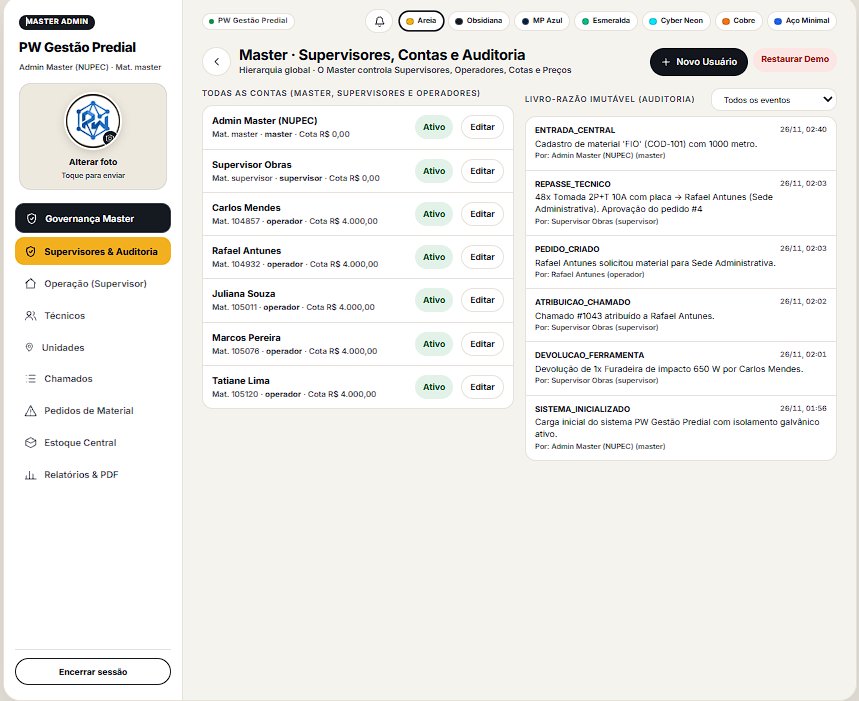 MASTER ADMIN
PW Gestão Predial
Admin Master (NUPEC) · Mat. master
Alterar foto
Toque para enviar
Governança Master
Supervisores & Auditoria
Operação (Supervisor)
Técnicos
Unidades
Chamados
Pedidos de Material
Estoque Central
Relatórios & PDF
Encerrar sessão
PW Gestão Predial
Areia
Obsidiana
MP Azul
Esmeralda
Cyber Neon
Cobre
Aço Minimal
Master · Supervisores, Contas e Auditoria
Hierarquia global · O Master controla Supervisores, Operadores, Cotas e Preços
+ Novo Usuário
Restaurar Demo
TODAS AS CONTAS (MASTER, SUPERVISORES E OPERADORES)
Admin Master (NUPEC)
Mat. master · master · Cota R$ 0,00
Ativo
Editar
Supervisor Obras
Mat. supervisor · supervisor · Cota R$ 0,00
Ativo
Editar
Carlos Mendes
Mat. 104857 · operador · Cota R$ 4.000,00
Ativo
Editar
Rafael Antunes
Mat. 104932 · operador · Cota R$ 4.000,00
Ativo
Editar
Juliana Souza
Mat. 105011 · operador · Cota R$ 4.000,00
Ativo
Editar
Marcos Pereira
Mat. 105076 · operador · Cota R$ 4.000,00
Ativo
Editar
Tatiane Lima
Mat. 105120 · operador · Cota R$ 4.000,00
Ativo
Editar
LIVRO-RAZÃO IMUTÁVEL (AUDITORIA)
Todos os eventos
ENTRADA_CENTRAL 26/11, 02:40
Cadastro de material 'FIO' (COD-101) com 1000 metro.
Por: Admin Master (NUPEC) (master)
REPASSE_TECNICO 26/11, 02:03
48x Tomada 2P+T 10A com placa → Rafael Antunes (Sede
Administrativa). Aprovação do pedido #4
Por: Supervisor Obras (supervisor)
PEDIDO_CRIADO 26/11, 02:03
Rafael Antunes solicitou material para Sede Administrativa.
Por: Rafael Antunes (operador)
ATRIBUICAO_CHAMADO 26/11, 02:02
Chamado #1043 atribuído a Rafael Antunes.
Por: Supervisor Obras (supervisor)
DEVOLUCAO_FERRAMENTA 26/11, 02:01
Devolução de 1x Furadeira de impacto 650 W por Carlos Mendes.
Por: Supervisor Obras (supervisor)
SISTEMA_INICIALIZADO 26/11, 01:56
Carga inicial do sistema PW Gestão Predial com isolamento galvânico
ativo.
Por: Admin Master (NUPEC) (master)